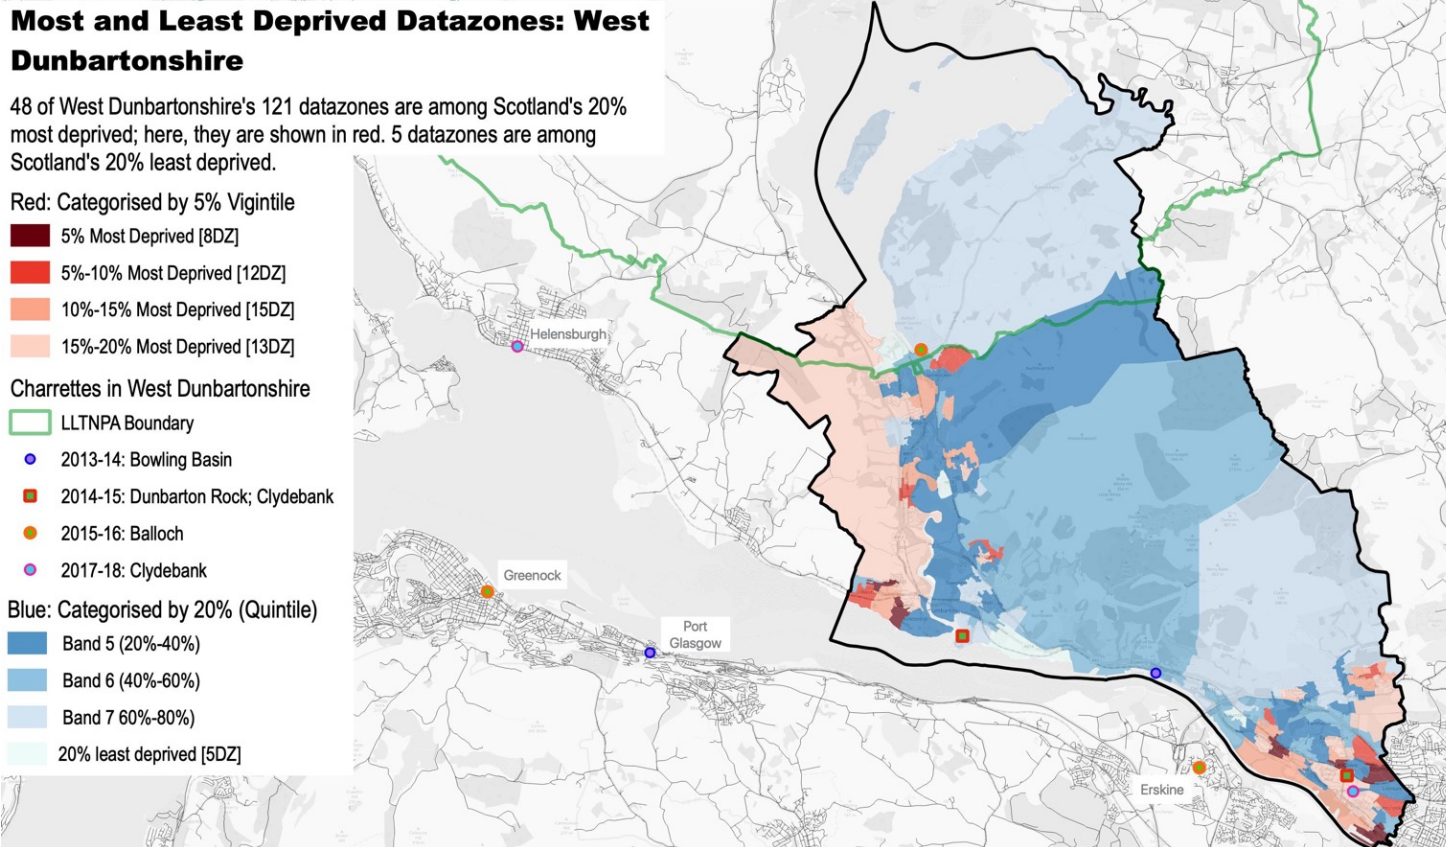 Most and Least Deprived Datazones: West
Dunbartonshire
48 of West Dunbartonshire's 121 datazones are among Scotland's 20%
most deprived; here, they are shown in red. 5 datazones are among
Scotland's 20% least deprived.
Red: Categorised by 5% Vigintile
5% Most Deprived [8DZ]
5%-10% Most Deprived [12DZ]
10%-15% Most Deprived [15DZ]
15%-20% Most Deprived [13DZ]
Charrettes in West Dunbartonshire
LLTNPA Boundary
2013-14: Bowling Basin
2014-15: Dunbarton Rock; Clydebank
2015-16: Balloch
2017-18: Clydebank
Blue: Categorised by 20% (Quintile)
Band 5 (20%-40%)
Band 6 (40%-60%)
Band 7 60%-80%)
20% least deprived [5DZ]
Helensburgh
Greenock
Port
Glasgow
Erskine